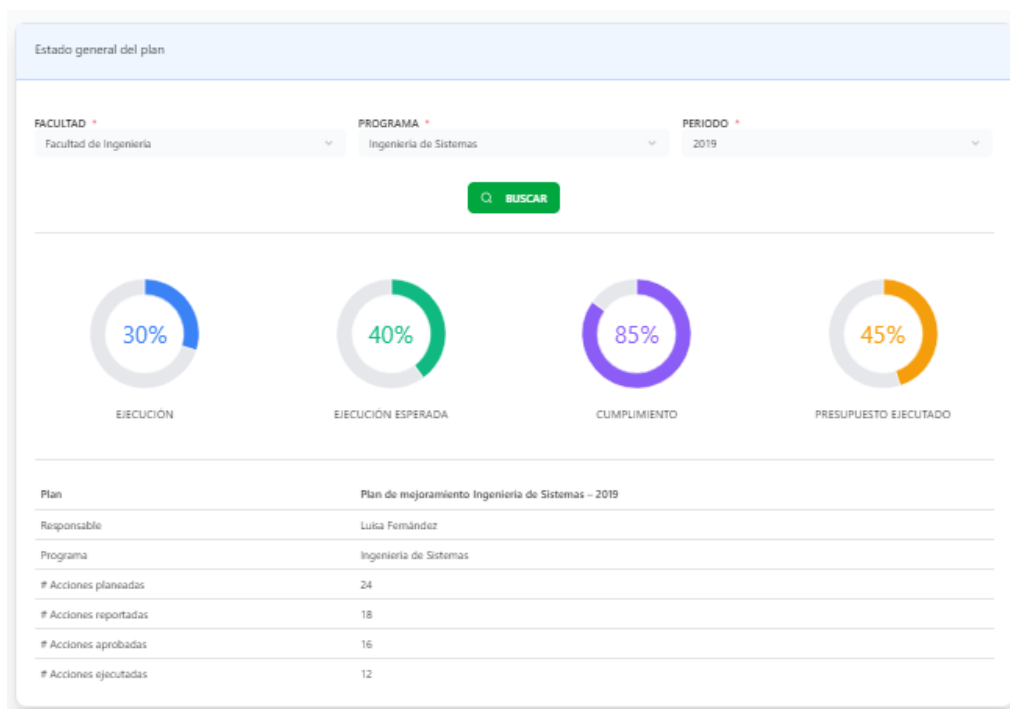 Estado general del plan
FACULTAD * PROGRAMA * PERIODO *
Facultad de Ingeniería Ingeniería de Sistemas 2019
BUSCAR
30% 40% 85% 45%
EJECUCIÓN EJECUCIÓN ESPERADA CUMPLIMIENTO PRESUPUESTO EJECUTADO
Plan Plan de mejoramiento Ingeniería de Sistemas – 2019
Responsable Luisa Fernández
Programa Ingeniería de Sistemas
# Acciones planeadas 24
# Acciones reportadas 18
# Acciones aprobadas 16
# Acciones ejecutadas 12